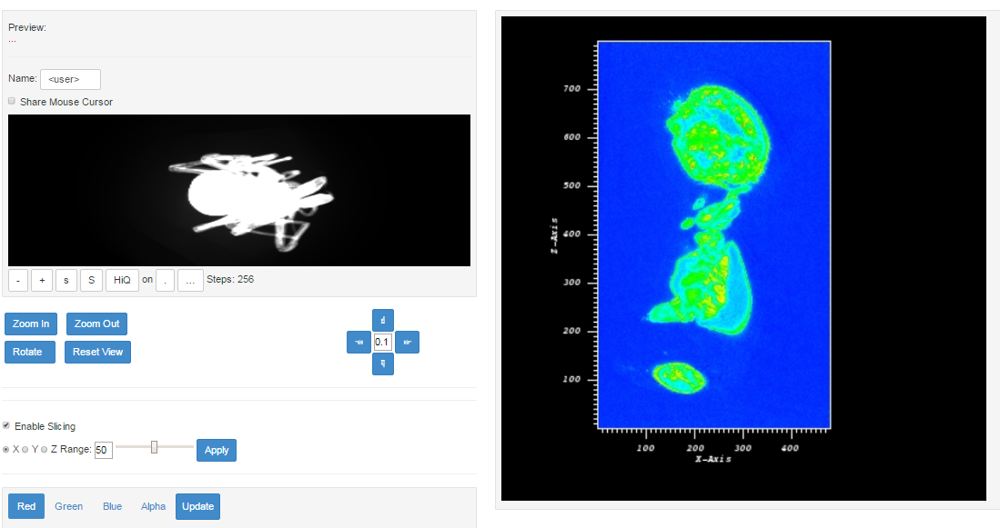 Preview:
...
Name: <user>
Share Mouse Cursor
- + s S HiQ on . ... Steps: 256
Zoom In Zoom Out
Rotate Reset View
0.1
Enable Slicing
X Y Z Range: 50 Apply
Red Green Blue Alpha Update
700
600
500
400
300
200
100
Z-Axis
100 200 300 400
X-Axis